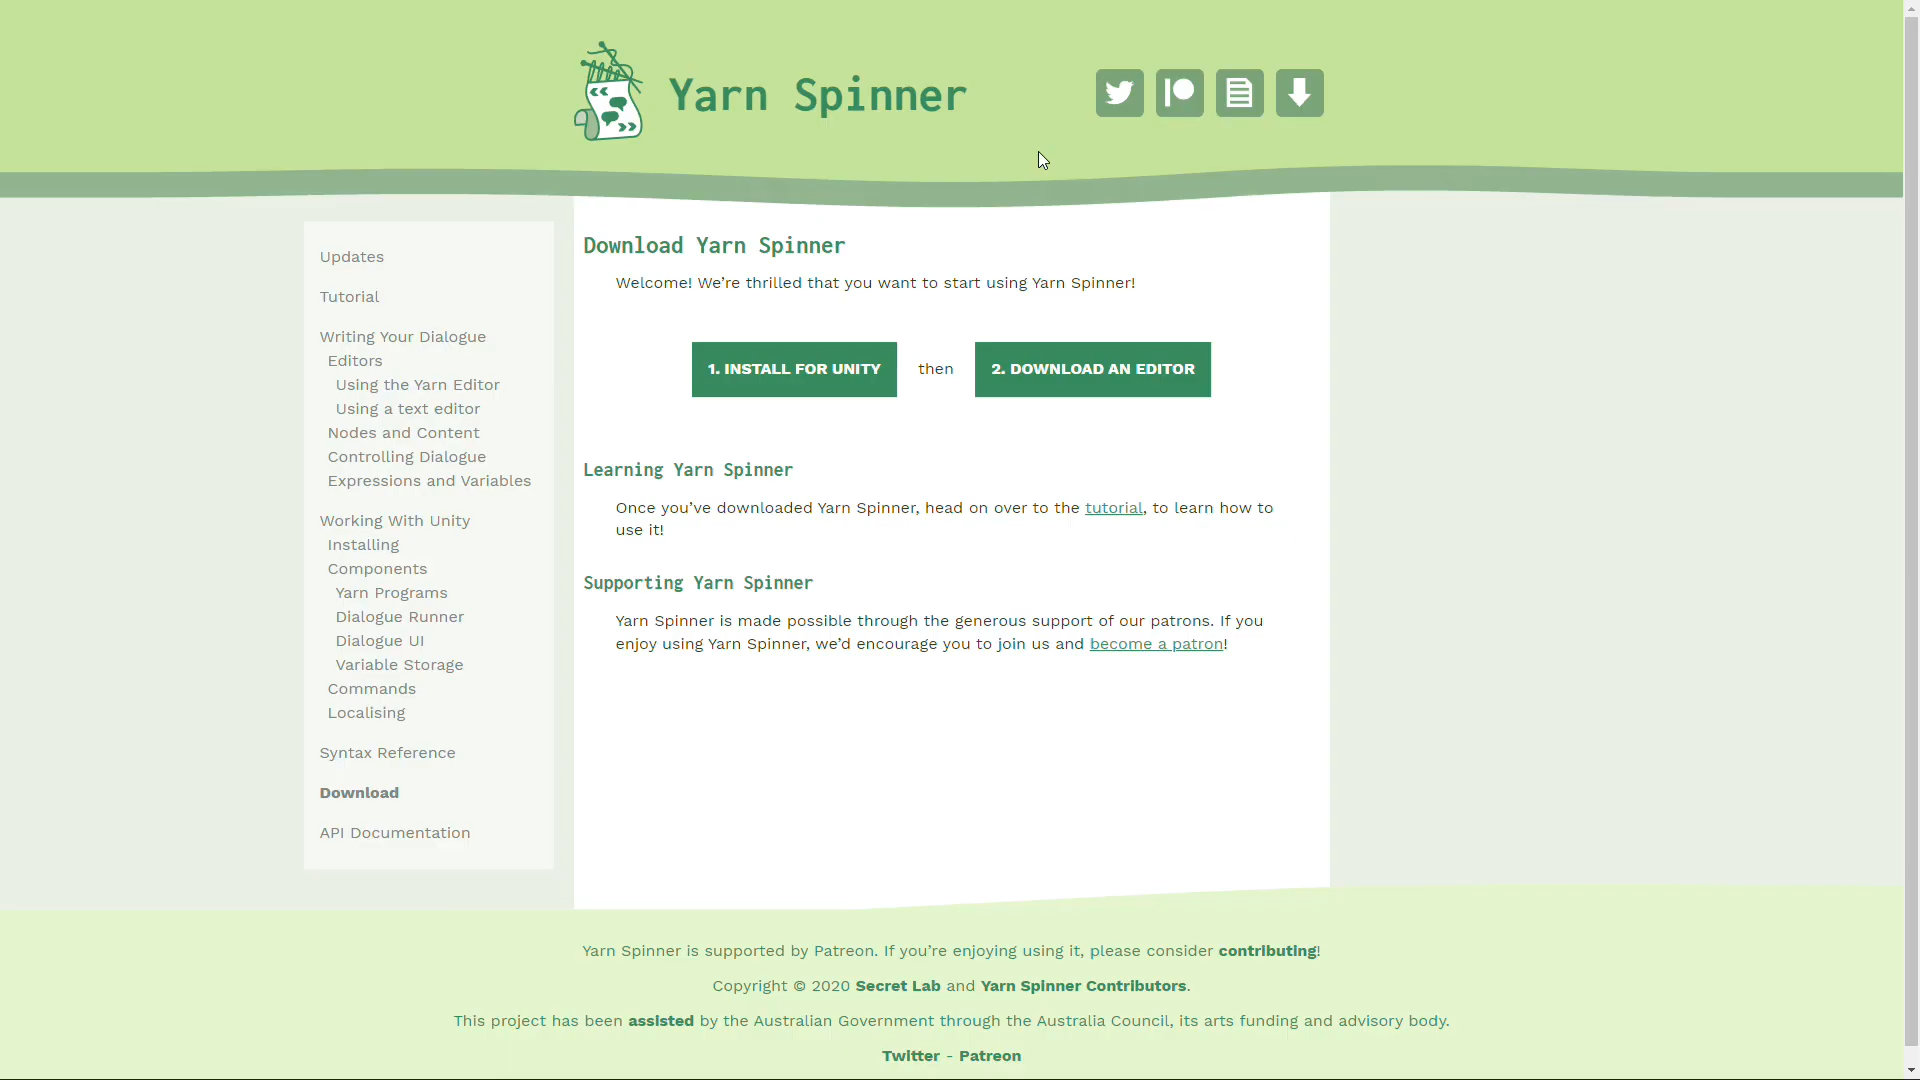 Yarn Spinner
Updates
Tutorial
Writing Your Dialogue
Editors
Using the Yarn Editor
Using a text editor
Nodes and Content
Controlling Dialogue
Expressions and Variables
Working With Unity
Installing
Components
Yarn Programs
Dialogue Runner
Dialogue UI
Variable Storage
Commands
Localising
Syntax Reference
Download
API Documentation
Download Yarn Spinner
Welcome! We’re thrilled that you want to start using Yarn Spinner!
1. INSTALL FOR UNITY then 2. DOWNLOAD AN EDITOR
Learning Yarn Spinner
Once you’ve downloaded Yarn Spinner, head on over to the tutorial, to learn how to
use it!
Supporting Yarn Spinner
Yarn Spinner is made possible through the generous support of our patrons. If you
enjoy using Yarn Spinner, we’d encourage you to join us and become a patron!
Yarn Spinner is supported by Patreon. If you’re enjoying using it, please consider contributing!
Copyright © 2020 Secret Lab and Yarn Spinner Contributors.
This project has been assisted by the Australian Government through the Australia Council, its arts funding and advisory body.
Twitter - Patreon